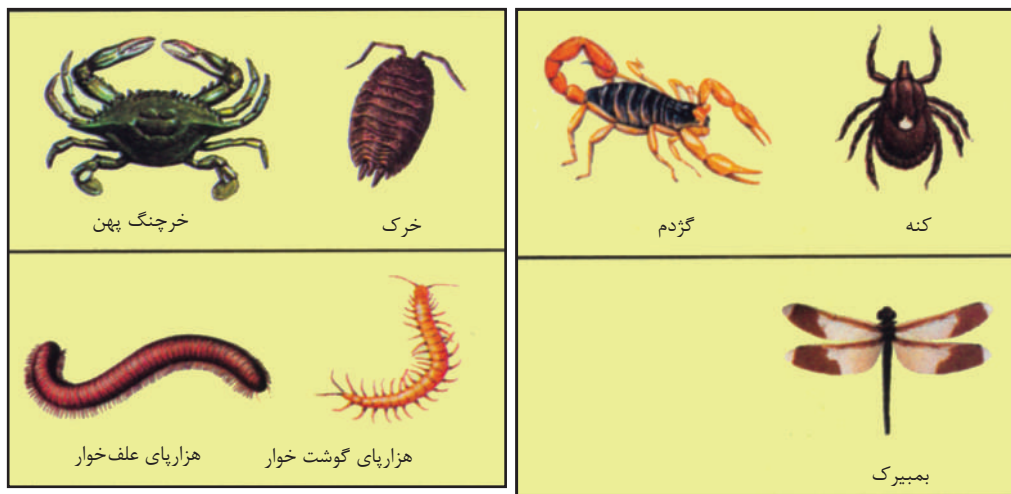 کنه
گژدم
بمبیرک
خرک
خرچنگ پهن
هزارپای گوشت خوار
هزارپای علف‌خوار